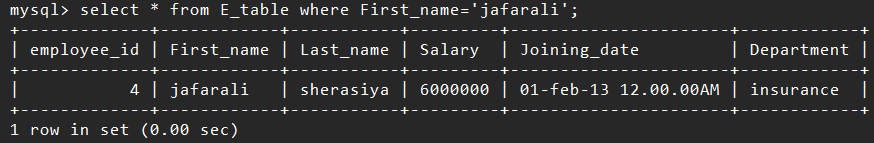 mysql> select * from E_table where First_name='jafarali';
+-------------+------------+-----------+---------+----------------------+------------+
| employee_id | First_name | Last_name | Salary  | Joining_date         | Department |
+-------------+------------+-----------+---------+----------------------+------------+
|           4 | jafarali   | sherasiya | 6000000 | 01-feb-13 12.00.00AM | insurance  |
+-------------+------------+-----------+---------+----------------------+------------+
1 row in set (0.00 sec)